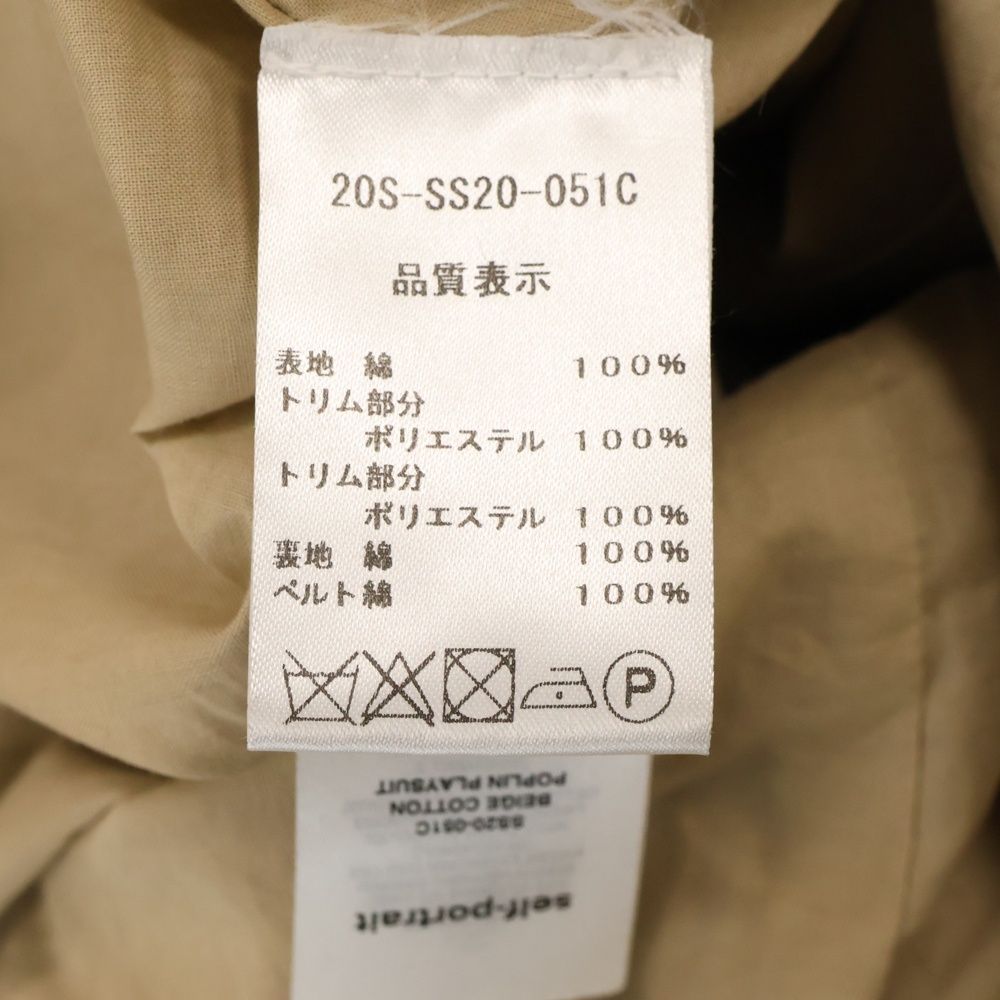 20S-SS20-051C
品質表示
表地 綿 100%
トリム部分
ポリエステル 100%
トリム部分
ポリエステル 100%
裏地 綿 100%
ベルト綿 100%
P
self-portrait
SS20-051C
BEIGE COTTON
POPLIN PLAYSUIT